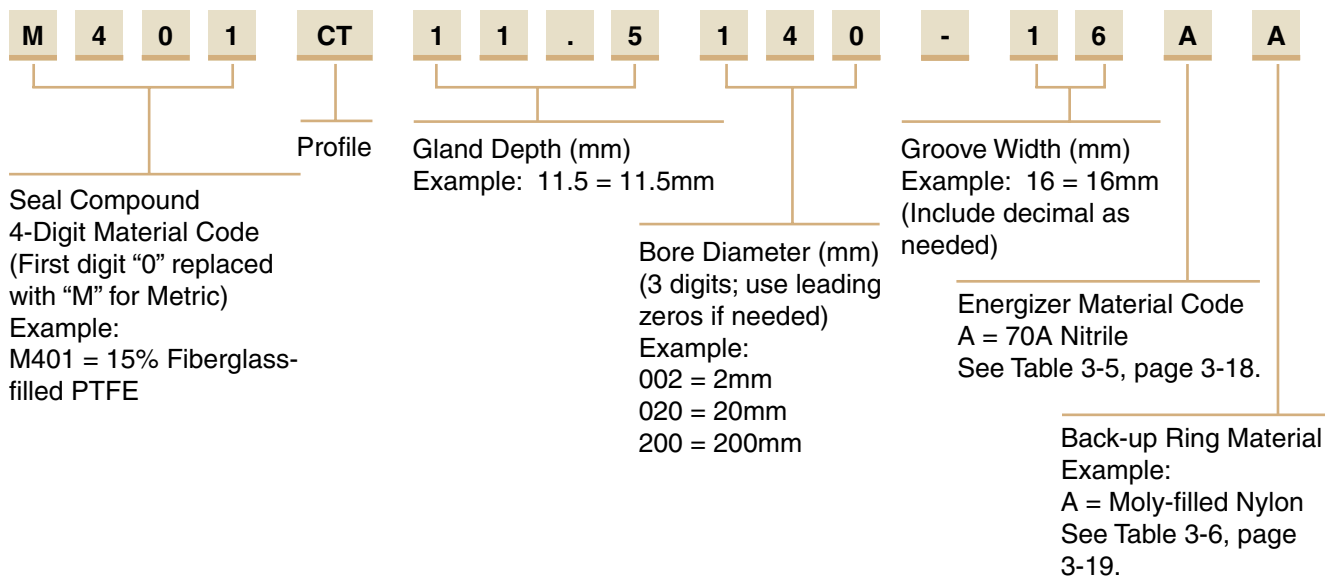 M 4 0 1 CT 1 1 . 5 1 4 0 - 1 6 A A
Profile
Seal Compound
4-Digit Material Code
(First digit “0” replaced
with “M” for Metric)
Example:
M401 = 15% Fiberglass-
filled PTFE
Gland Depth (mm)
Example: 11.5 = 11.5mm
Bore Diameter (mm)
(3 digits; use leading
zeros if needed)
Example:
002 = 2mm
020 = 20mm
200 = 200mm
Groove Width (mm)
Example: 16 = 16mm
(Include decimal as
needed)
Energizer Material Code
A = 70A Nitrile
See Table 3-5, page 3-18.
Back-up Ring Material
Example:
A = Moly-filled Nylon
See Table 3-6, page
3-19.